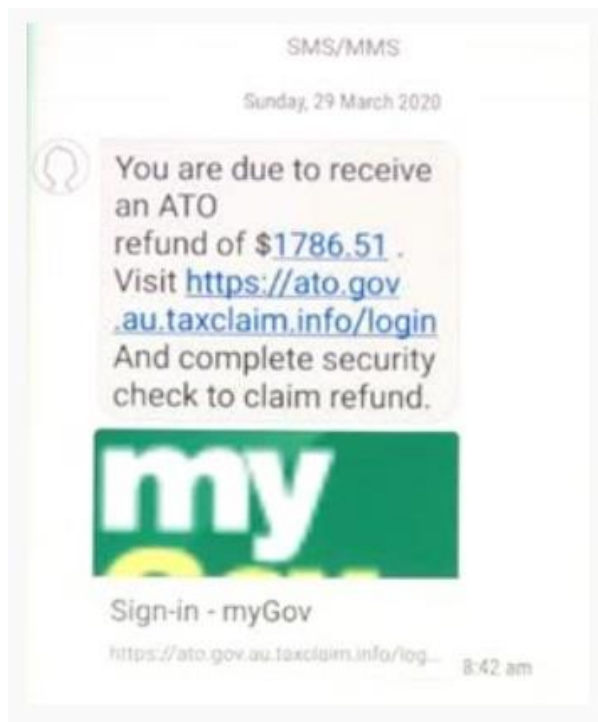 SMS/MMS
Sunday, 29 March 2020
You are due to receive
an ATO
refund of $1786.51 .
Visit https://ato.gov
.au.taxclaim.info/login
And complete security
check to claim refund.
my
Sign-in - myGov
https://ato.gov.au.taxclaim.info/log...
8:42 am